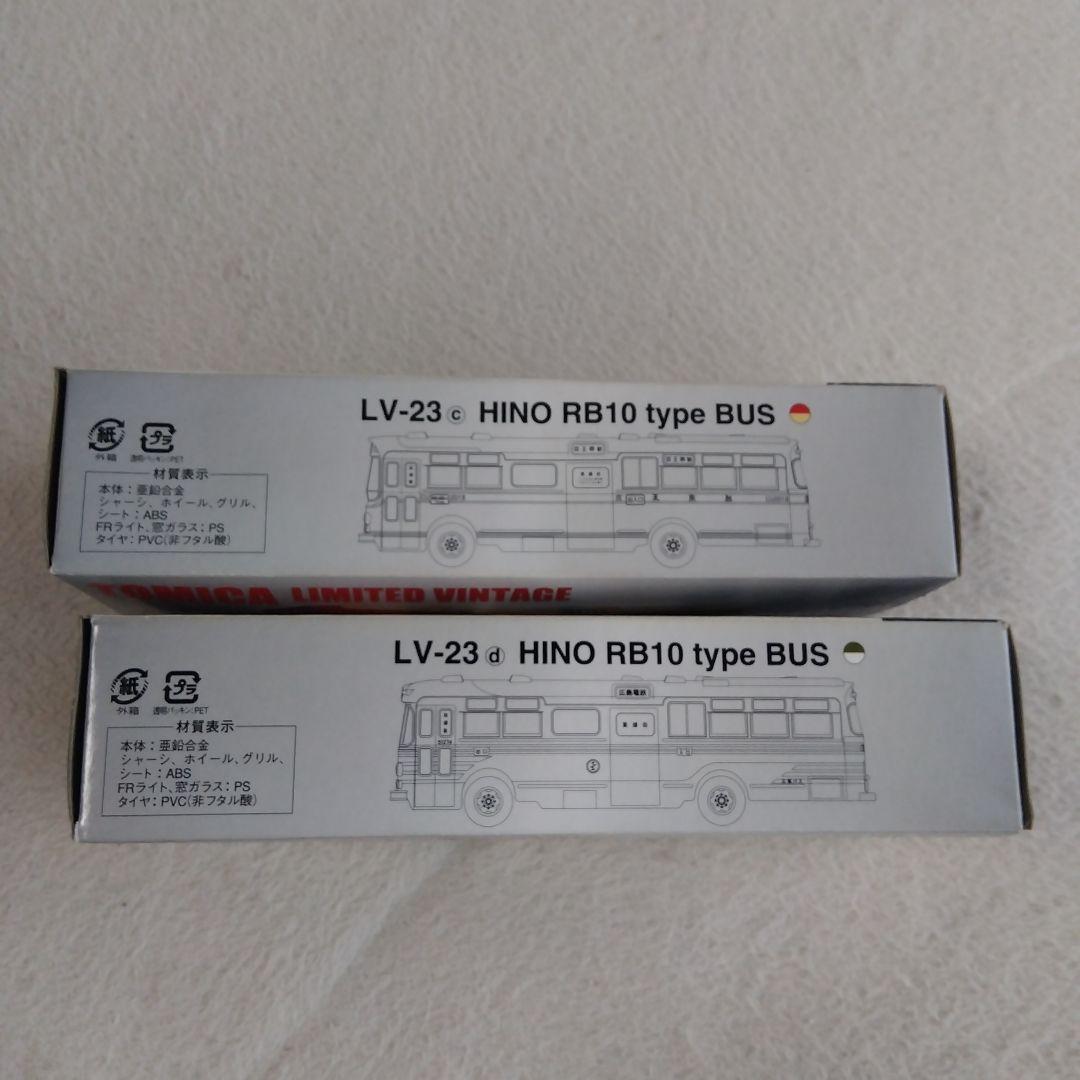 LV-23 ⓒ HINO RB10 type BUS
紙
外箱
プラ
透明パッキン:PET
材質表示
本体：亜鉛合金
シャーシ、ホイール、グリル、
シート：ABS
FRライト、窓ガラス：PS
タイヤ：PVC(非フタル酸)
TOMICA LIMITED VINTAGE
LV-23 ⓓ HINO RB10 type BUS
紙
外箱
プラ
透明パッキン:PET
広島電鉄
材質表示
本体：亜鉛合金
シャーシ、ホイール、グリル、
シート：ABS
FRライト、窓ガラス：PS
タイヤ：PVC(非フタル酸)